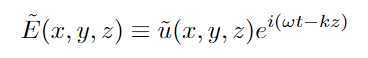 Ẽ(x, y, z) ≡ ũ(x, y, z)e^{i(ωt−kz)}